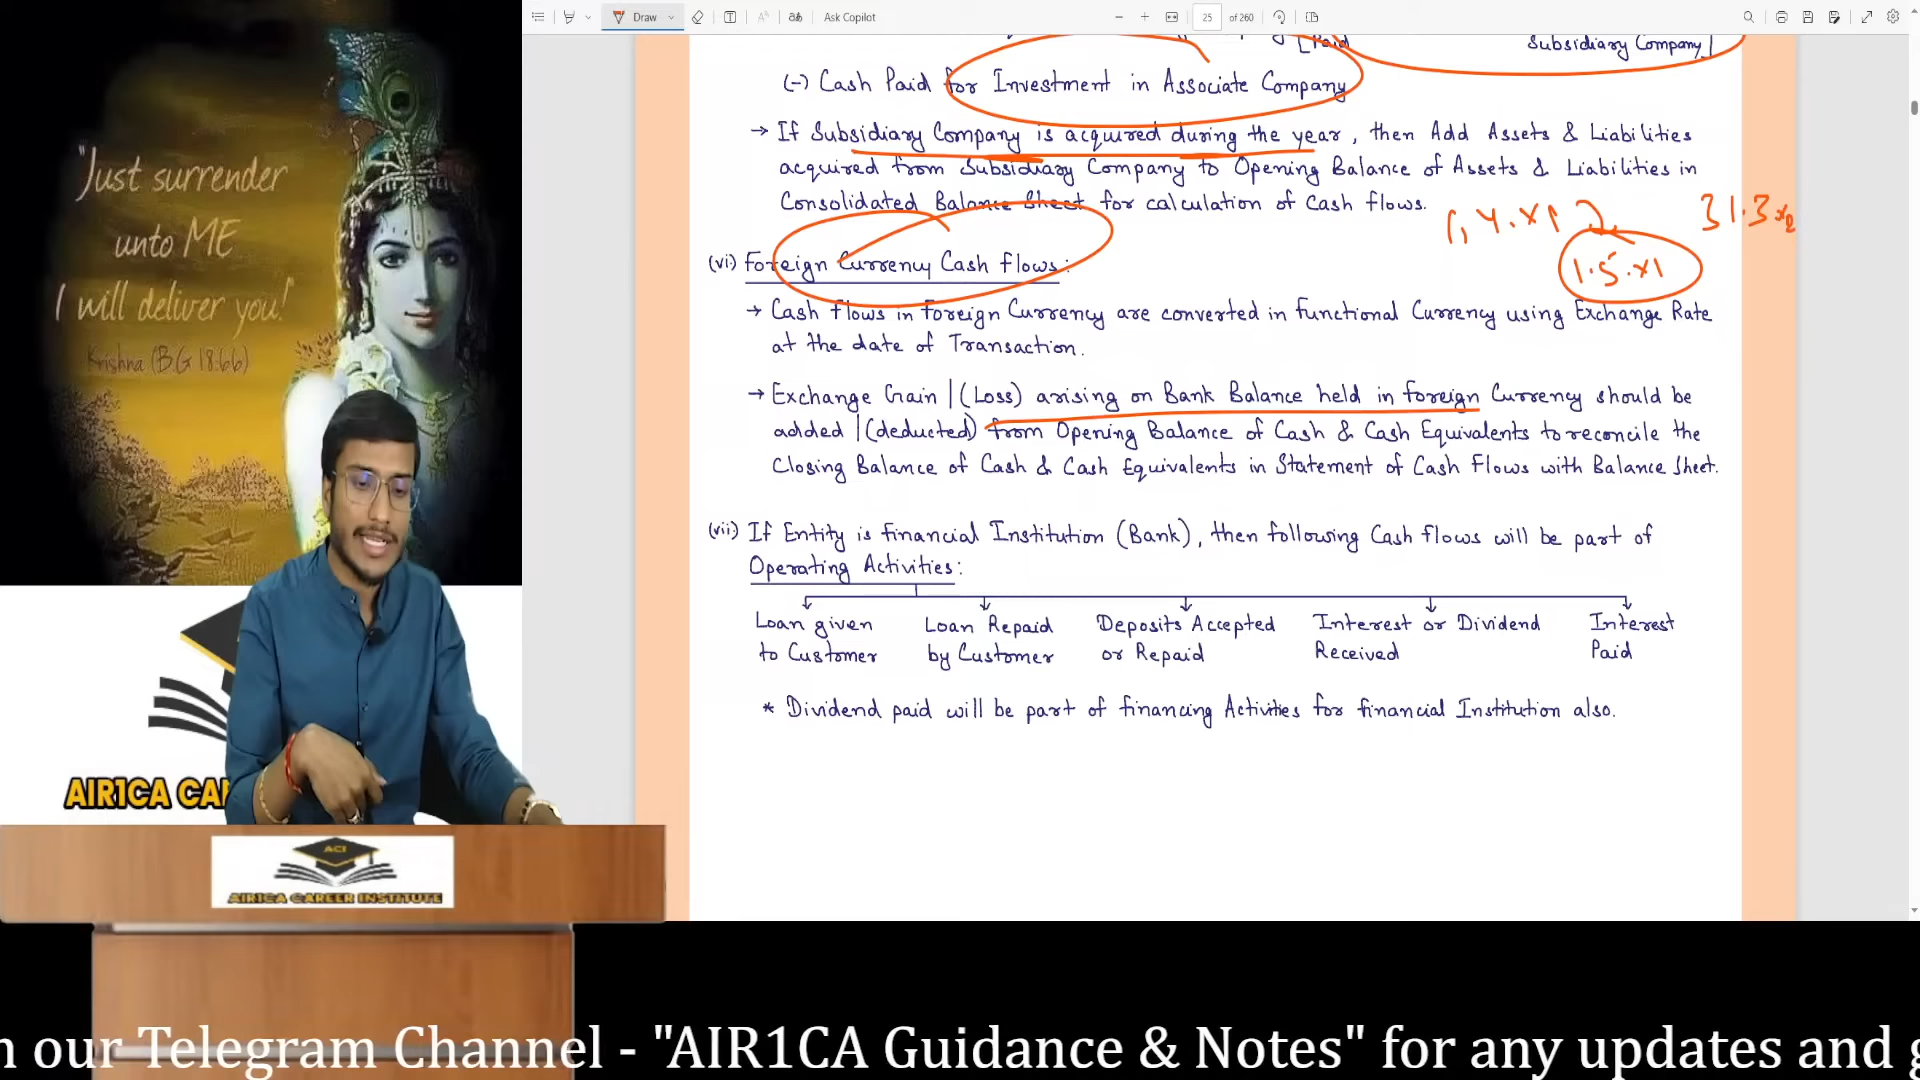 Draw
Ask Copilot
25 of 260
[Paid
Subsidiary Company]
(-) Cash Paid for Investment in Associate Company
→ If Subsidiary Company is acquired during the year, then Add Assets & Liabilities
acquired from Subsidiary Company to Opening Balance of Assets & Liabilities in
Consolidated Balance Sheet for calculation of Cash flows.
1.5.x1
31.3.x2
(vi) Foreign Currency Cash flows:
→ Cash flows in Foreign Currency are converted in functional Currency using Exchange Rate
at the date of Transaction.
→ Exchange Gain | (Loss) arising on Bank Balance held in foreign Currency should be
added | (deducted) from Opening Balance of Cash & Cash Equivalents to reconcile the
Closing Balance of Cash & Cash Equivalents in Statement of Cash Flows with Balance Sheet.
(vii) If Entity is financial Institution (Bank), then following Cash flows will be part of
Operating Activities:
Loan given to Customer
Loan Repaid by Customer
Deposits Accepted or Repaid
Interest or Dividend Received
Interest Paid
* Dividend paid will be part of financing Activities for financial Institution also.
"Just surrender
unto ME
I will deliver you!"
Krishna (B.G 18:66)
AIR1CA CAR
ACI
AIR1CA CAREER INSTITUTE
our Telegram Channel - "AIR1CA Guidance & Notes" for any updates and